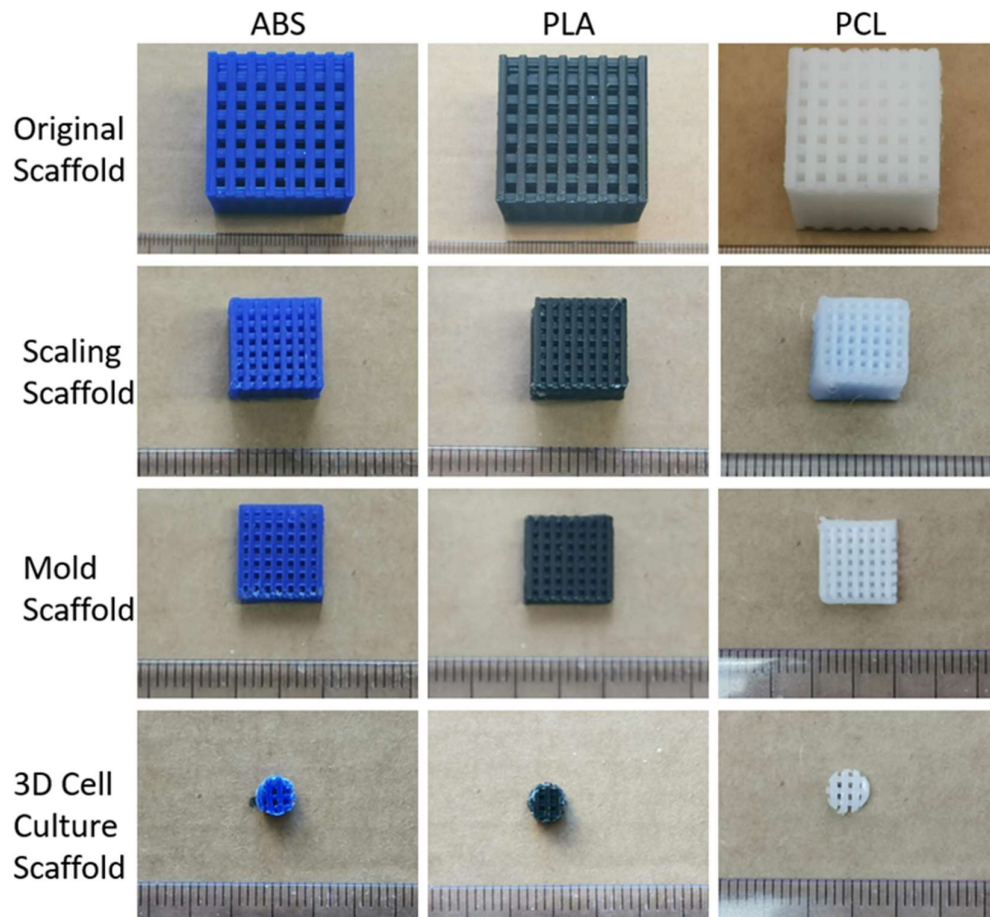 ABS PLA PCL
Original
Scaffold
Scaling
Scaffold
Mold
Scaffold
3D Cell
Culture
Scaffold